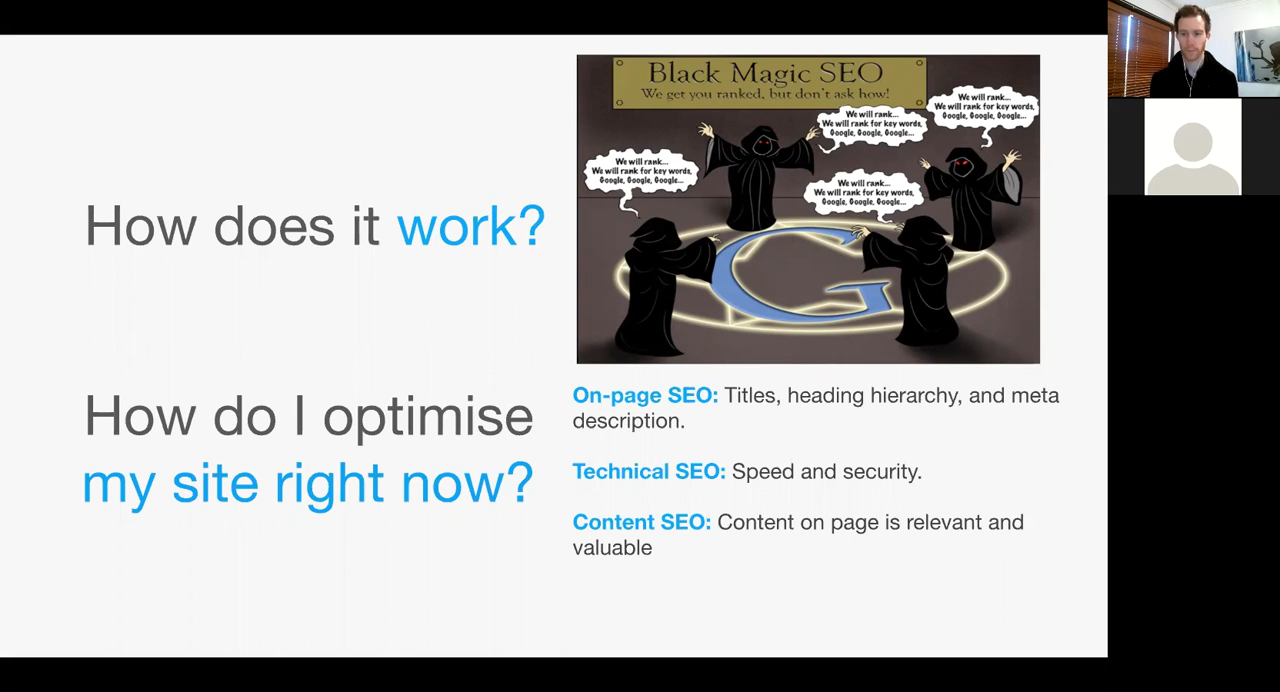 How does it work?
Black Magic SEO
We get you ranked, but don't ask how!
We will rank...
We will rank for key words,
Google, Google, Google...
We will rank...
We will rank for key words,
Google, Google, Google...
We will rank...
We will rank for key words,
Google, Google, Google...
We will rank...
We will rank for key words,
Google, Google, Google...
G
How do I optimise
my site right now?
On-page SEO: Titles, heading hierarchy, and meta
description.
Technical SEO: Speed and security.
Content SEO: Content on page is relevant and
valuable